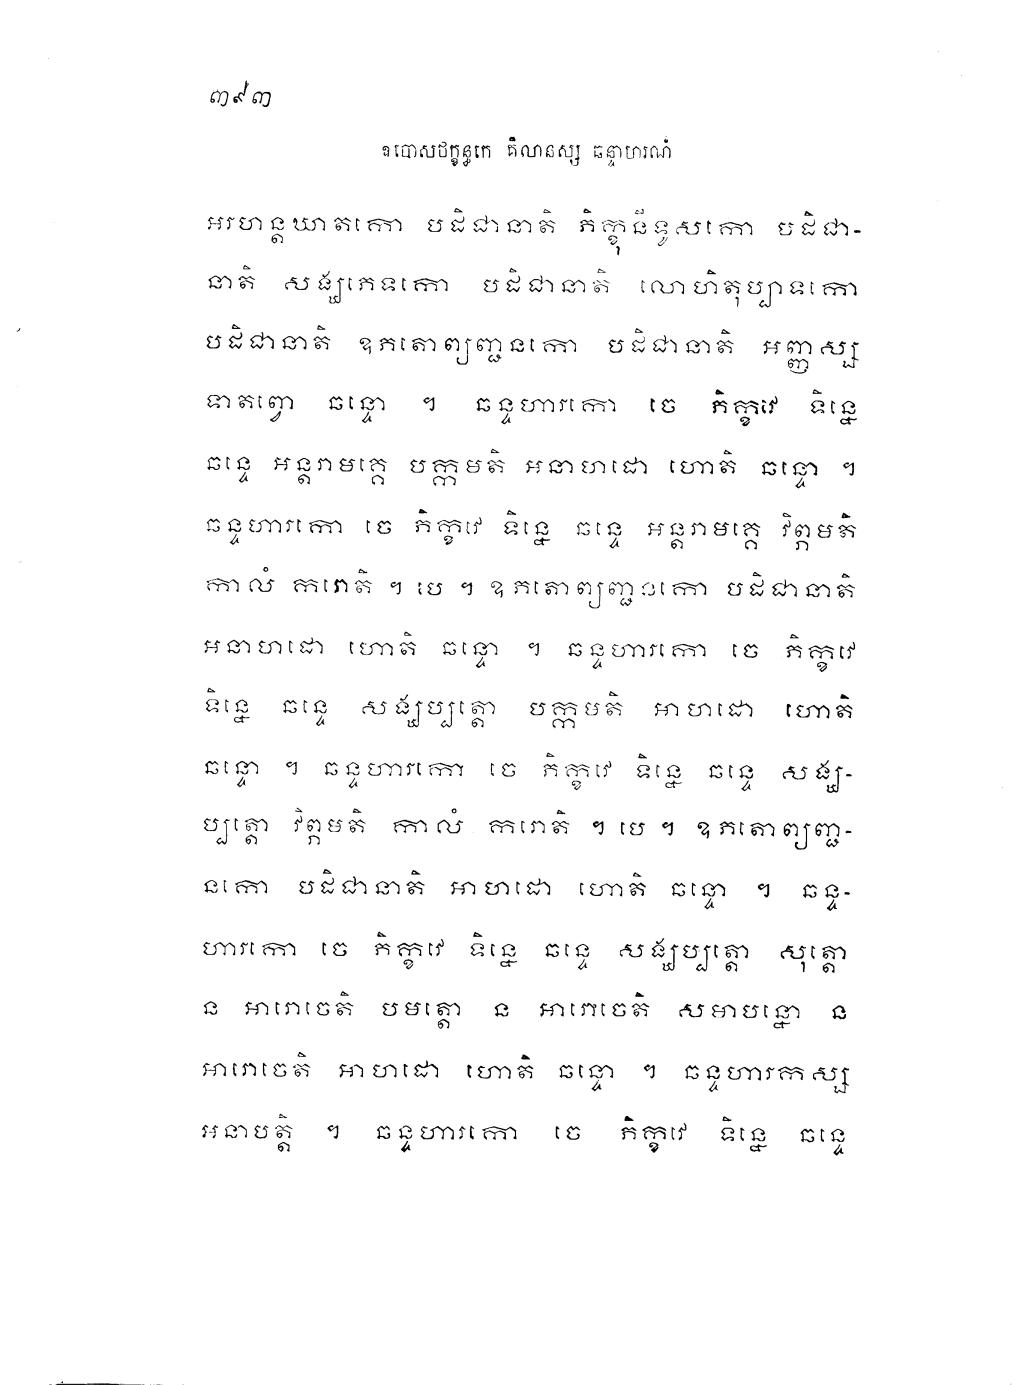 ៣៩៣
ឧបោសថក្ខន្ធកេ គិលានស្ស ឆន្ទាហរណំ
អរហន្តឃាតកោ បដិជានាតិ ភិក្ខុនីទូសកោ បដិជា-
នាតិ សង្ឃភេទកោ បដិជានាតិ លោហិតុប្បាទកោ
បដិជានាតិ ឧភតោព្យញ្ជនកោ បដិជានាតិ អញ្ញស្ស
ទាតព្វោ ឆន្ទោ ។ ឆន្ទហារកោ ចេ ភិក្ខវេ ទិន្នេ
ឆន្ទេ អន្តរាមគ្គេ បក្កមតិ អនាហដោ ហោតិ ឆន្ទោ ។
ឆន្ទហារកោ ចេ ភិក្ខវេ ទិន្នេ ឆន្ទេ អន្តរាមគ្គេ វិព្ភមតិ
កាលំ ករោតិ ។ បេ ។ ឧភតោព្យញ្ជនកោ បដិជានាតិ
អនាហដោ ហោតិ ឆន្ទោ ។ ឆន្ទហារកោ ចេ ភិក្ខវេ
ទិន្នេ ឆន្ទេ សង្ឃប្បត្តោ បក្កមតិ អាហដោ ហោតិ
ឆន្ទោ ។ ឆន្ទហារកោ ចេ ភិក្ខវេ ទិន្នេ ឆន្ទេ សង្ឃ-
ប្បត្តោ វិព្ភមតិ កាលំ ករោតិ ។ បេ ។ ឧភតោព្យញ្ជ-
នកោ បដិជានាតិ អាហដោ ហោតិ ឆន្ទោ ។ ឆន្ទ-
ហារកោ ចេ ភិក្ខវេ ទិន្នេ ឆន្ទេ សង្ឃប្បត្តោ សុត្តោ
ន អារោចេតិ បមត្តោ ន អារោចេតិ សមាបន្នោ ន
អារោចេតិ អាហដោ ហោតិ ឆន្ទោ ។ ឆន្ទហារកស្ស
អនាបត្តិ ។ ឆន្ទហារកោ ចេ ភិក្ខវេ ទិន្នេ ឆន្ទេ